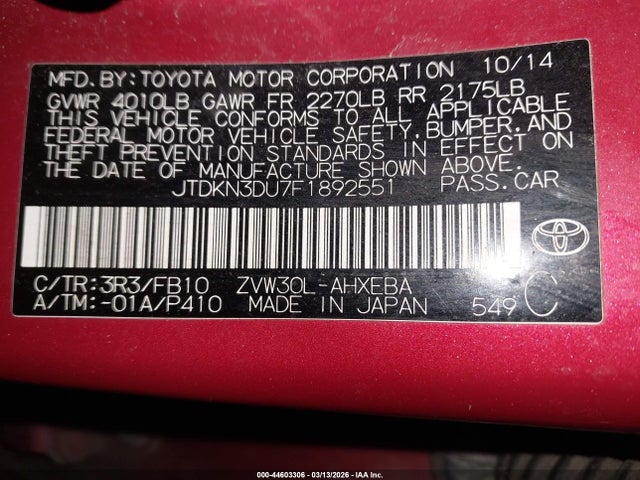 MFD.BY:TOYOTA MOTOR CORPORATION 10/14
GVWR 4010LB GAWR FR 2270LB RR 2175LB
THIS VEHICLE CONFORMS TO ALL APPLICABLE
FEDERAL MOTOR VEHICLE SAFETY,BUMPER,AND
THEFT PREVENTION STANDARDS IN EFFECT ON
THE DATE OF MANUFACTURE SHOWN ABOVE.
JTDKN3DU7F1892551 PASS.CAR
C/TR:3R3/FB10 ZVW30L-AHXEBA
A/TM:-01A/P410 MADE IN JAPAN 549 C
000-44603306 - 03/13/2026 - IAA Inc.